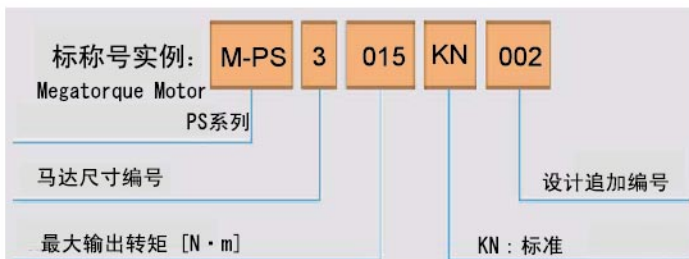 标称号实例: M-PS 3 015 KN 002
Megatorque Motor
PS系列
马达尺寸编号
设计追加编号
最大输出转矩 [N·m]
KN:标准